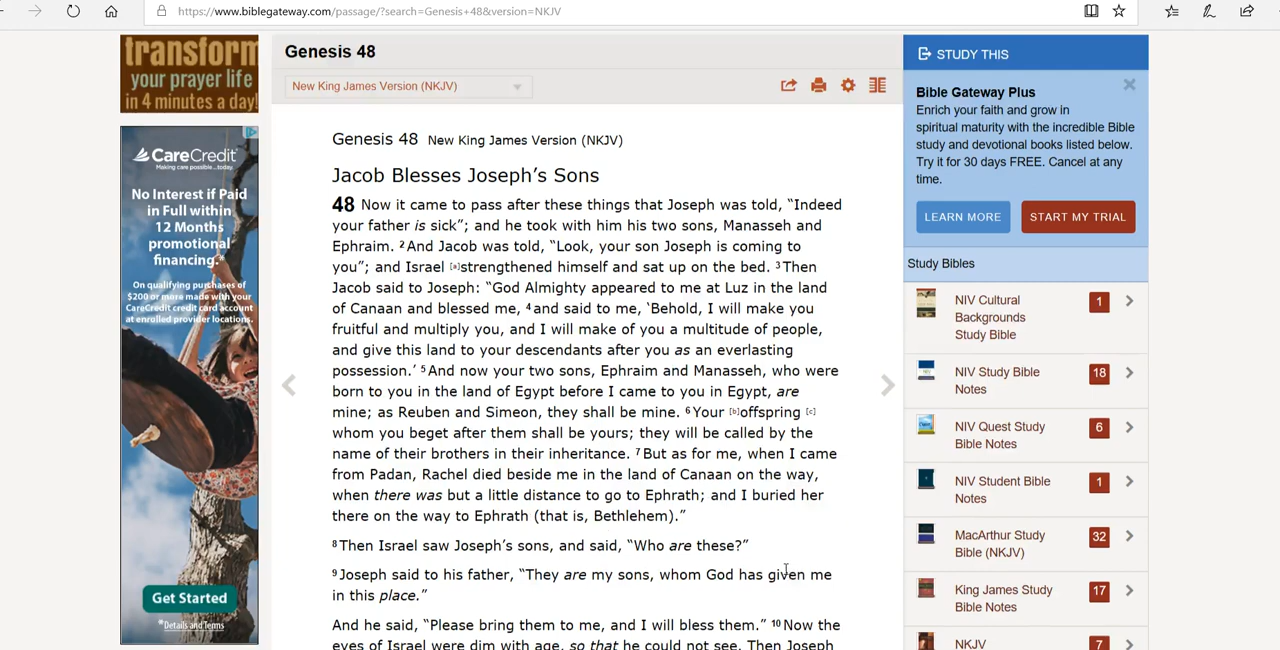 www.biblegateway.com/passage/?search=Genesis+48&version=NKJV
transform
your prayer life
in 4 minutes a day!
CareCredit
Making care possible...today.
No Interest if Paid
in Full within
12 Months
promotional
financing.*
On qualifying purchases of
$200 or more made with your
CareCredit credit card account
at enrolled provider locations.
Get Started
*Details and Terms
Genesis 48
New King James Version (NKJV)
Genesis 48 New King James Version (NKJV)
Jacob Blesses Joseph’s Sons
48 Now it came to pass after these things that Joseph was told, “Indeed
your father is sick”; and he took with him his two sons, Manasseh and
Ephraim. 2 And Jacob was told, “Look, your son Joseph is coming to
you”; and Israel [a]strengthened himself and sat up on the bed. 3 Then
Jacob said to Joseph: “God Almighty appeared to me at Luz in the land
of Canaan and blessed me, 4 and said to me, ‘Behold, I will make you
fruitful and multiply you, and I will make of you a multitude of people,
and give this land to your descendants after you as an everlasting
possession.’ 5 And now your two sons, Ephraim and Manasseh, who were
born to you in the land of Egypt before I came to you in Egypt, are
mine; as Reuben and Simeon, they shall be mine. 6 Your [b]offspring [c]
whom you beget after them shall be yours; they will be called by the
name of their brothers in their inheritance. 7 But as for me, when I came
from Padan, Rachel died beside me in the land of Canaan on the way,
when there was but a little distance to go to Ephrath; and I buried her
there on the way to Ephrath (that is, Bethlehem).”
8 Then Israel saw Joseph’s sons, and said, “Who are these?”
9 Joseph said to his father, “They are my sons, whom God has given me
in this place.”
And he said, “Please bring them to me, and I will bless them.” 10 Now the
eyes of Israel were dim with age, so that he could not see. Then Joseph
STUDY THIS
Bible Gateway Plus
Enrich your faith and grow in
spiritual maturity with the incredible Bible
study and devotional books listed below.
Try it for 30 days FREE. Cancel at any
time.
LEARN MORE
START MY TRIAL
Study Bibles
NIV Cultural
Backgrounds
Study Bible
1
NIV Study Bible
Notes
18
NIV Quest Study
Bible Notes
6
NIV Student Bible
Notes
1
MacArthur Study
Bible (NKJV)
32
King James Study
Bible Notes
17
NKJV
7